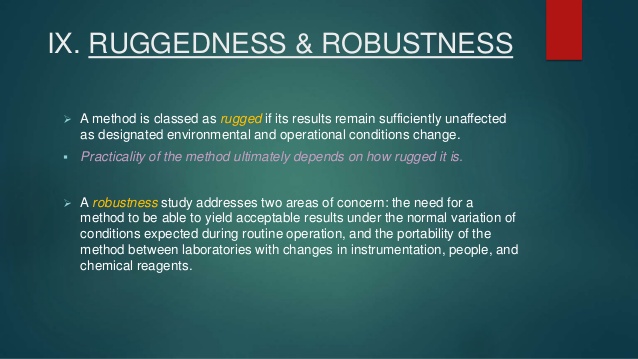 IX. RUGGEDNESS & ROBUSTNESS
A method is classed as rugged if its results remain sufficiently unaffected
as designated environmental and operational conditions change.
Practicality of the method ultimately depends on how rugged it is.
A robustness study addresses two areas of concern: the need for a
method to be able to yield acceptable results under the normal variation of
conditions expected during routine operation, and the portability of the
method between laboratories with changes in instrumentation, people, and
chemical reagents.